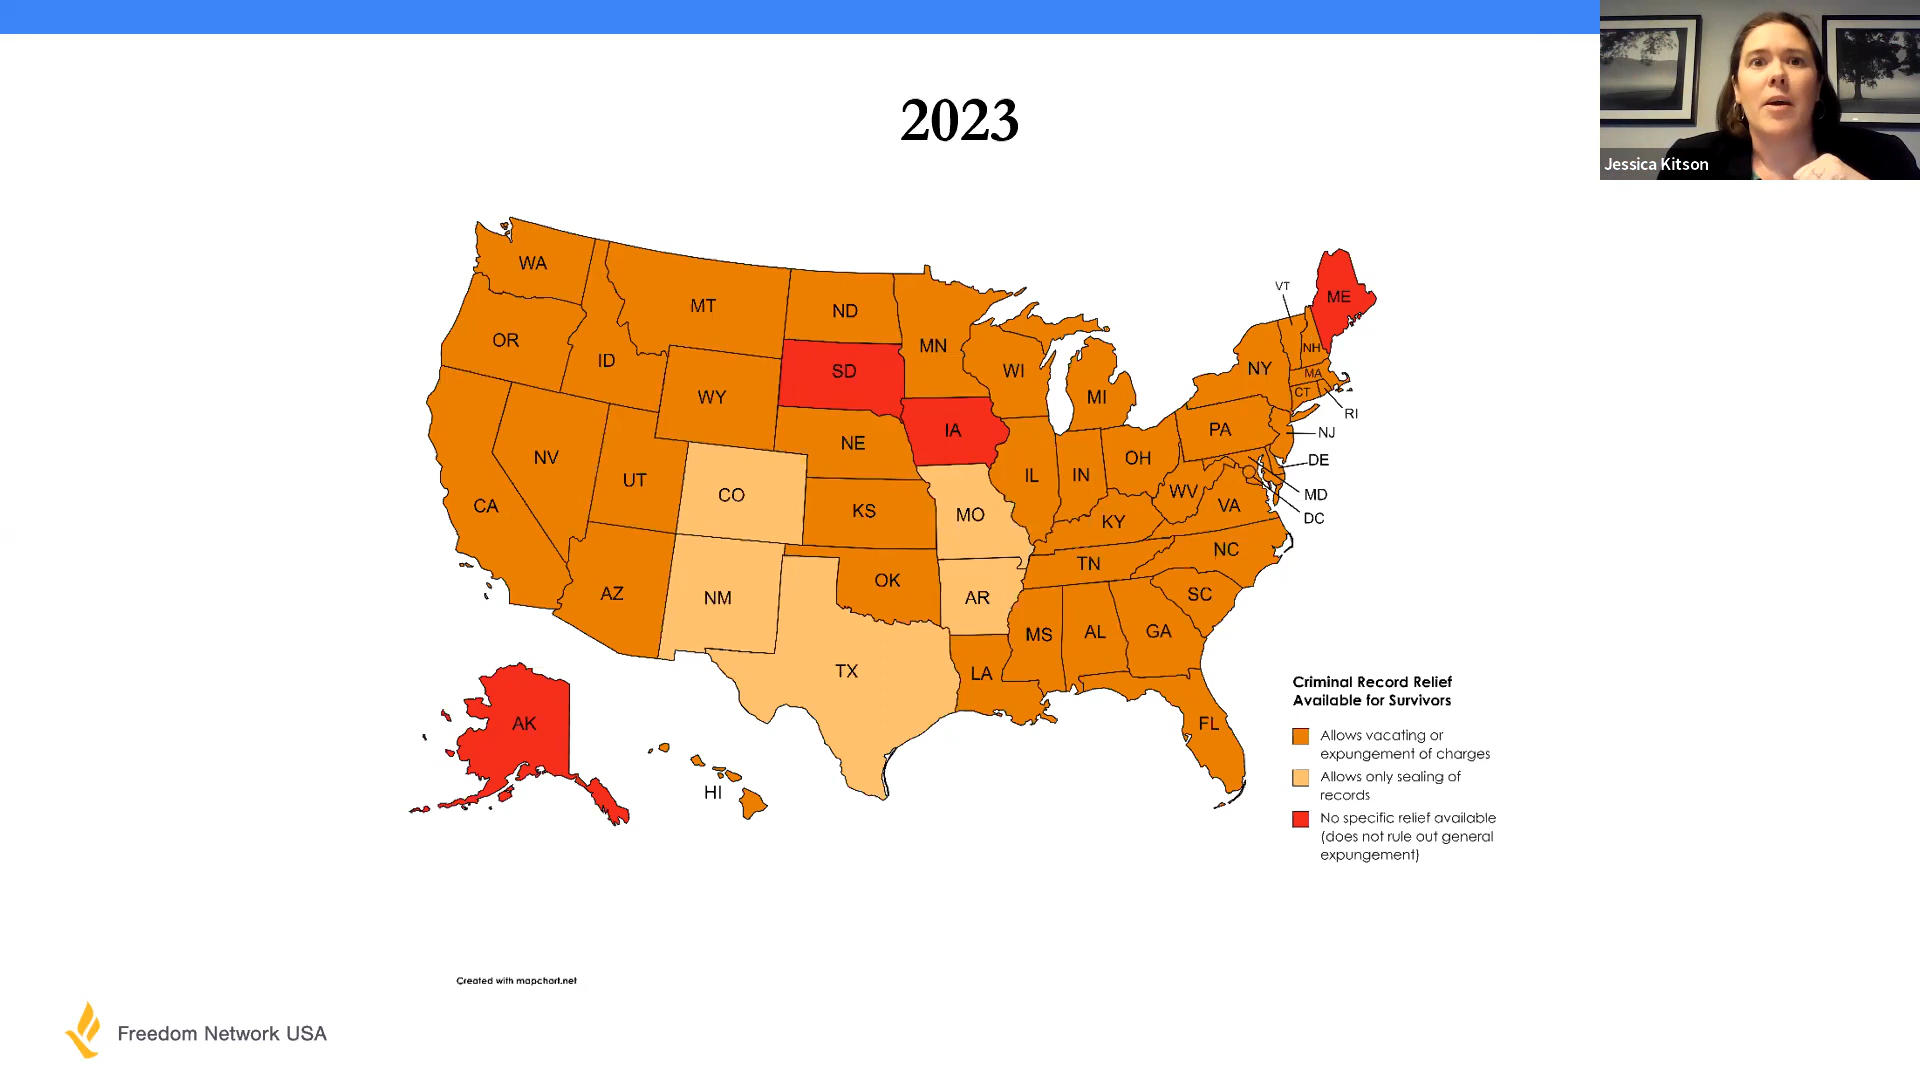 2023
Jessica Kitson
WA
MT
ND
MN
OR
ID
SD
WI
MI
VT
ME
NH
NY
MA
CT
RI
WY
NE
IA
PA
NJ
NV
UT
CO
KS
MO
IL
IN
OH
DE
MD
DC
CA
WV
VA
KY
NC
TN
AZ
NM
OK
AR
SC
MS
AL
GA
TX
LA
FL
AK
HI
Criminal Record Relief
Available for Survivors
Allows vacating or
expungement of charges
Allows only sealing of
records
No specific relief available
(does not rule out general
expungement)
Created with mapchart.net
Freedom Network USA